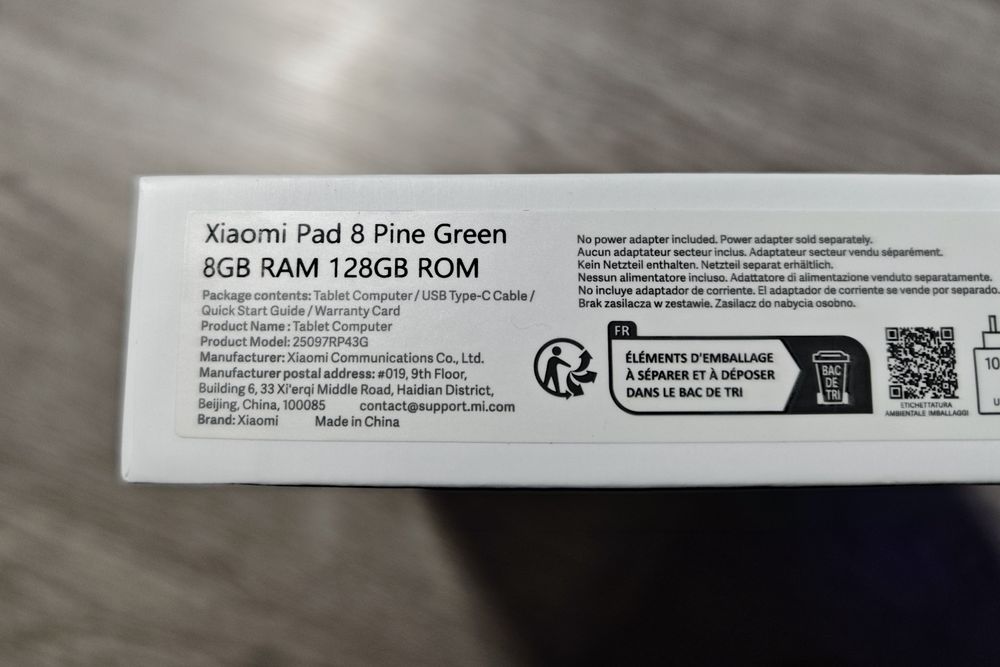 Xiaomi Pad 8 Pine Green
8GB RAM 128GB ROM
Package contents: Tablet Computer / USB Type-C Cable /
Quick Start Guide / Warranty Card
Product Name : Tablet Computer
Product Model: 25097RP43G
Manufacturer: Xiaomi Communications Co., Ltd.
Manufacturer postal address: #019, 9th Floor,
Building 6, 33 Xi'erqi Middle Road, Haidian District,
Beijing, China, 100085 contact@support.mi.com
Brand: Xiaomi Made in China
No power adapter included. Power adapter sold separately.
Aucun adaptateur secteur inclus. Adaptateur secteur vendu séparément.
Kein Netzteil enthalten. Netzteil separat erhältlich.
Nessun alimentatore incluso. Adattatore di alimentazione venduto separatamente.
No incluye adaptador de corriente. El adaptador de corriente se vende por separado.
Brak zasilacza w zestawie. Zasilacz do nabycia osobno.
FR
ÉLÉMENTS D'EMBALLAGE
À SÉPARER ET À DÉPOSER
DANS LE BAC DE TRI
BAC
DE
TRI
ETICHETTATURA
AMBIENTALE IMBALLAGGI
10
U